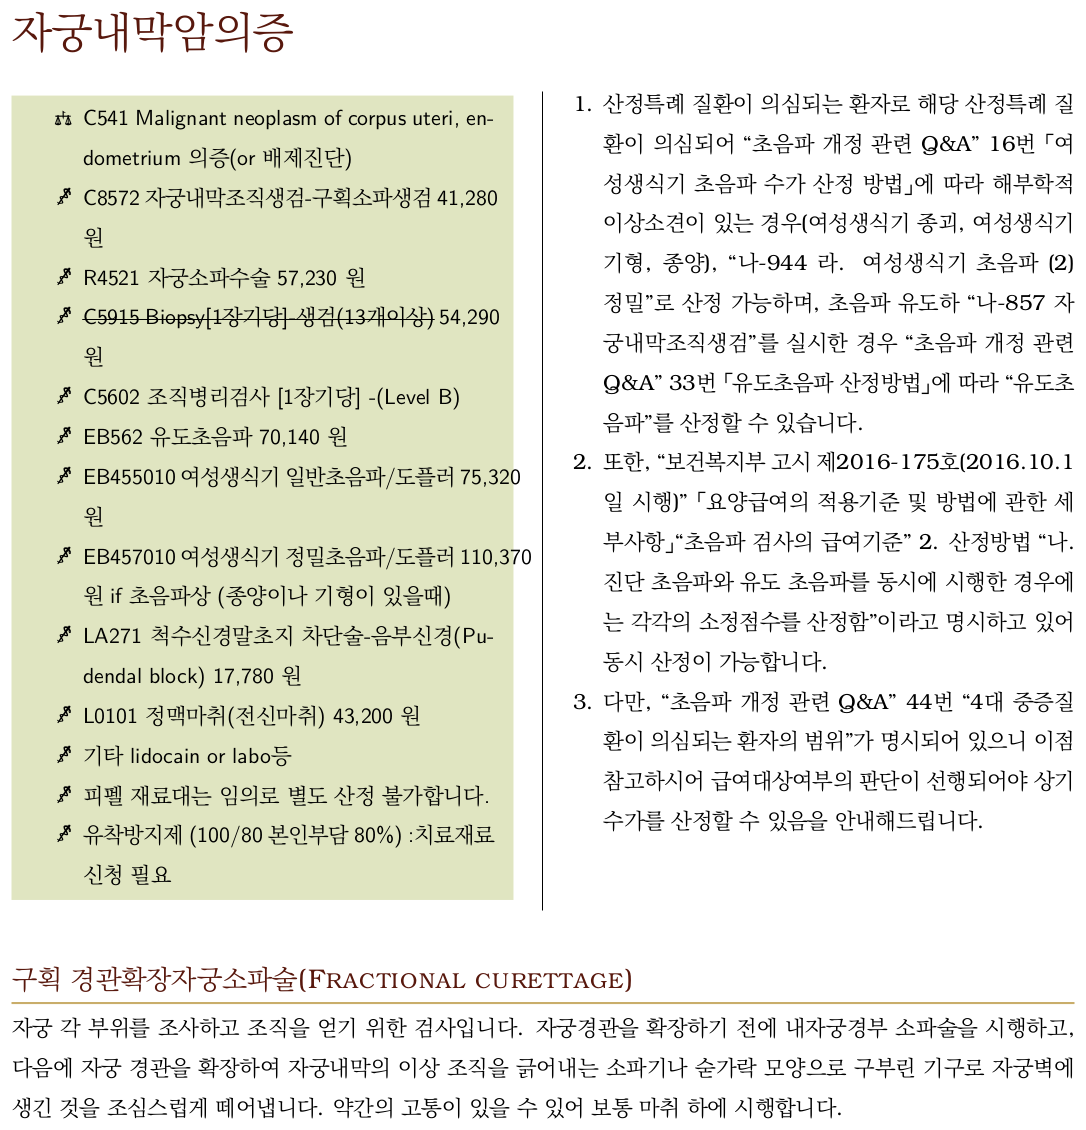 자궁내막암의증
C541 Malignant neoplasm of corpus uteri, en-
dometrium 의증(or 배제진단)
C8572 자궁내막조직생검-구획소파생검 41,280
원
R4521 자궁소파수술 57,230 원
C5915 Biopsy[1장기당]-생검(13개이상) 54,290
원
C5602 조직병리검사 [1장기당] -(Level B)
EB562 유도초음파 70,140 원
EB455010 여성생식기 일반초음파/도플러 75,320
원
EB457010 여성생식기 정밀초음파/도플러 110,370
원 if 초음파상 (종양이나 기형이 있을때)
LA271 척수신경말초지 차단술-음부신경(Pu-
dendal block) 17,780 원
L0101 정맥마취(전신마취) 43,200 원
기타 lidocain or labo등
피펠 재료대는 임의로 별도 산정 불가합니다.
유착방지제 (100/80 본인부담 80%) :치료재료
신청 필요
1. 산정특례 질환이 의심되는 환자로 해당 산정특례 질
환이 의심되어 “초음파 개정 관련 Q&A” 16번 「여
성생식기 초음파 수가 산정 방법」에 따라 해부학적
이상소견이 있는 경우(여성생식기 종괴, 여성생식기
기형, 종양), “나-944 라. 여성생식기 초음파 (2)
정밀”로 산정 가능하며, 초음파 유도하 “나-857 자
궁내막조직생검”를 실시한 경우 “초음파 개정 관련
Q&A” 33번 「유도초음파 산정방법」에 따라 “유도초
음파”를 산정할 수 있습니다.
2. 또한, “보건복지부 고시 제2016-175호(2016.10.1
일 시행)” 「요양급여의 적용기준 및 방법에 관한 세
부사항」“초음파 검사의 급여기준” 2. 산정방법 “나.
진단 초음파와 유도 초음파를 동시에 시행한 경우에
는 각각의 소정점수를 산정함”이라고 명시하고 있어
동시 산정이 가능합니다.
3. 다만, “초음파 개정 관련 Q&A” 44번 “4대 중증질
환이 의심되는 환자의 범위”가 명시되어 있으니 이점
참고하시어 급여대상여부의 판단이 선행되어야 상기
수가를 산정할 수 있음을 안내해드립니다.
구획 경관확장자궁소파술(FRACTIONAL CURETTAGE)
자궁 각 부위를 조사하고 조직을 얻기 위한 검사입니다. 자궁경관을 확장하기 전에 내자궁경부 소파술을 시행하고,
다음에 자궁 경관을 확장하여 자궁내막의 이상 조직을 긁어내는 소파기나 숟가락 모양으로 구부린 기구로 자궁벽에
생긴 것을 조심스럽게 떼어냅니다. 약간의 고통이 있을 수 있어 보통 마취 하에 시행합니다.